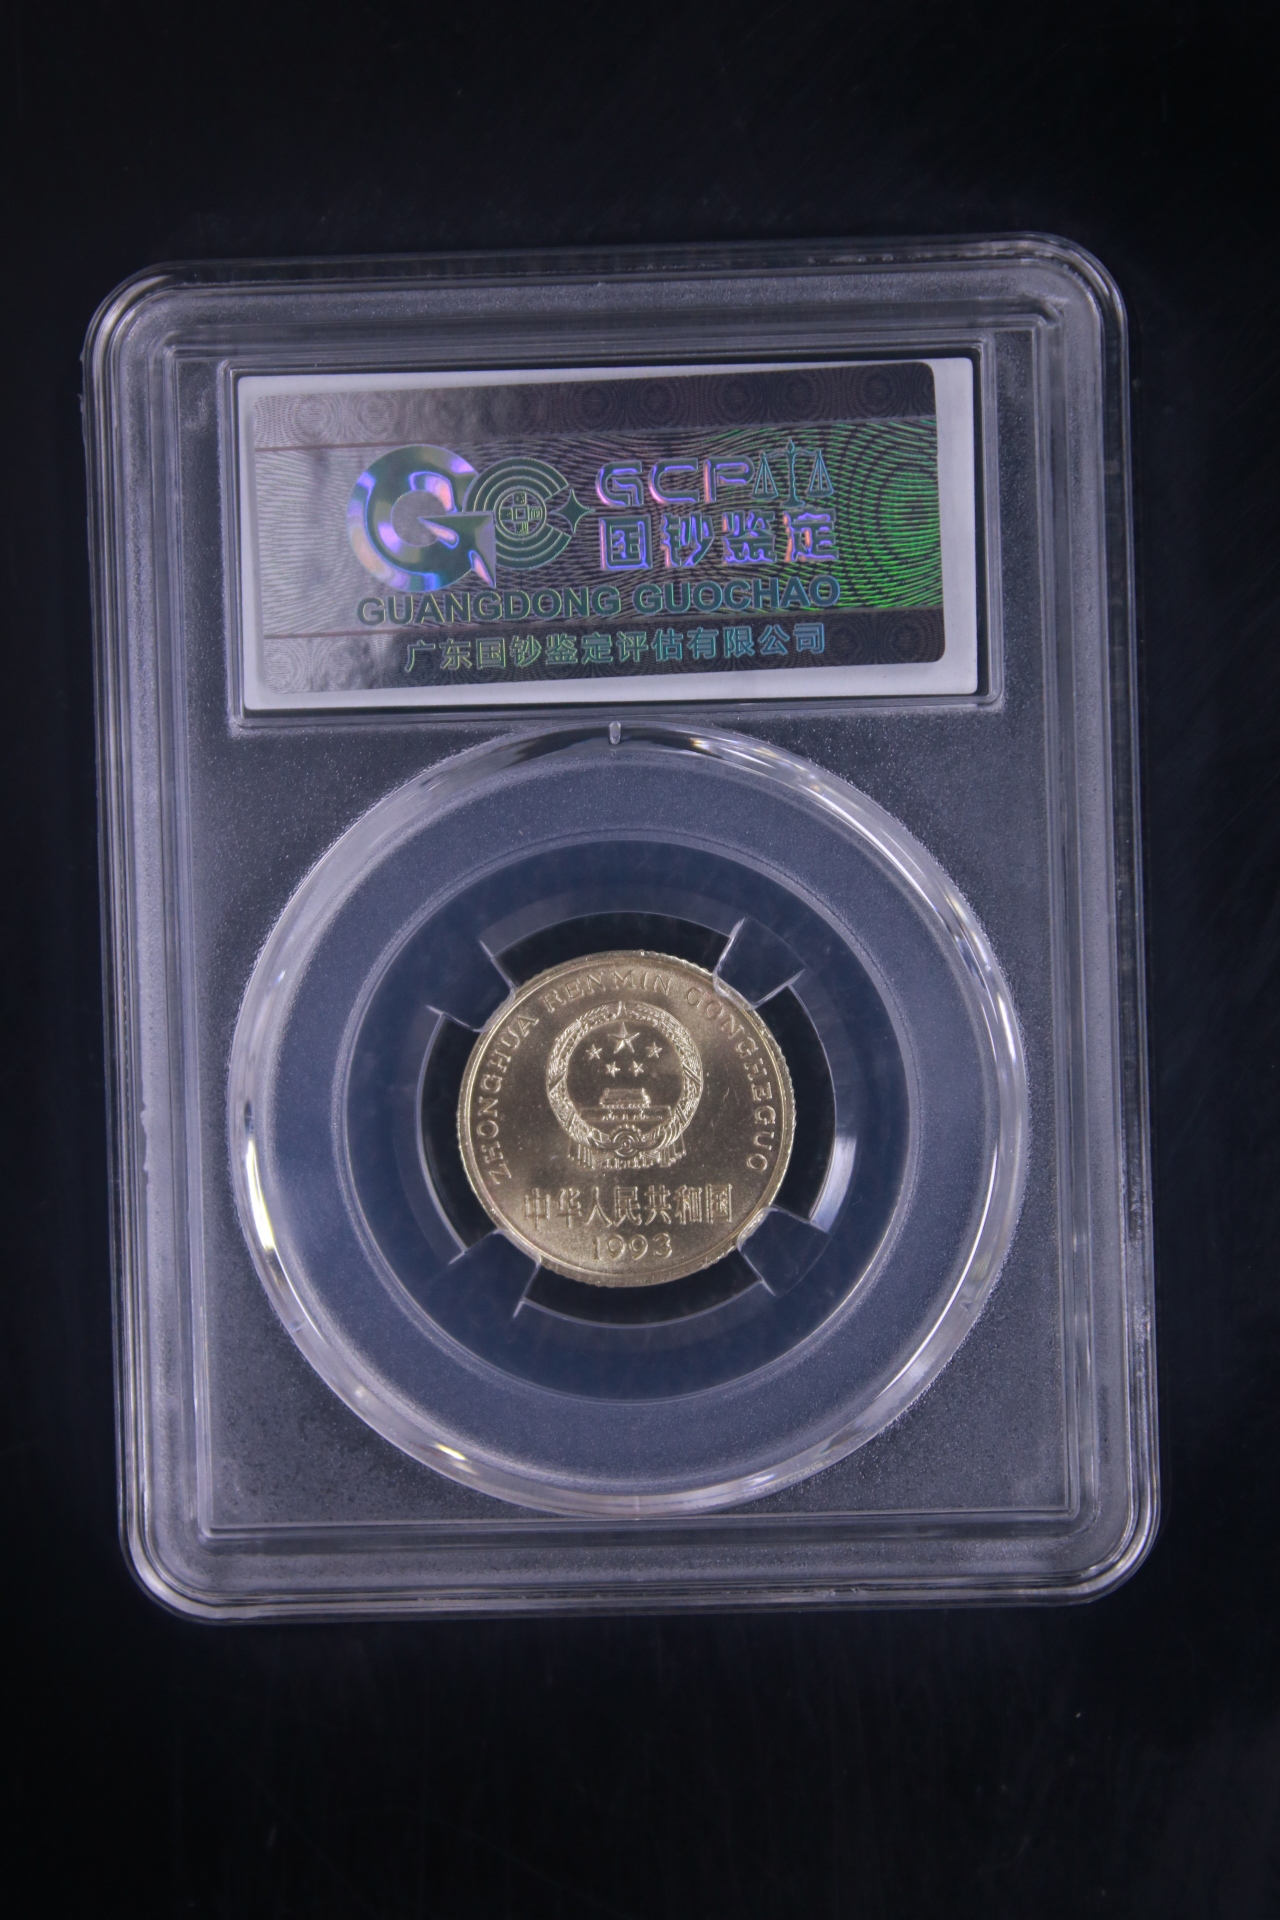 GCP
国钞鉴定
GUANGDONG GUOCHAO
广东国钞鉴定评估有限公司
ZHONGHUA RENMIN GONGHEGUO
中华人民共和国
1993